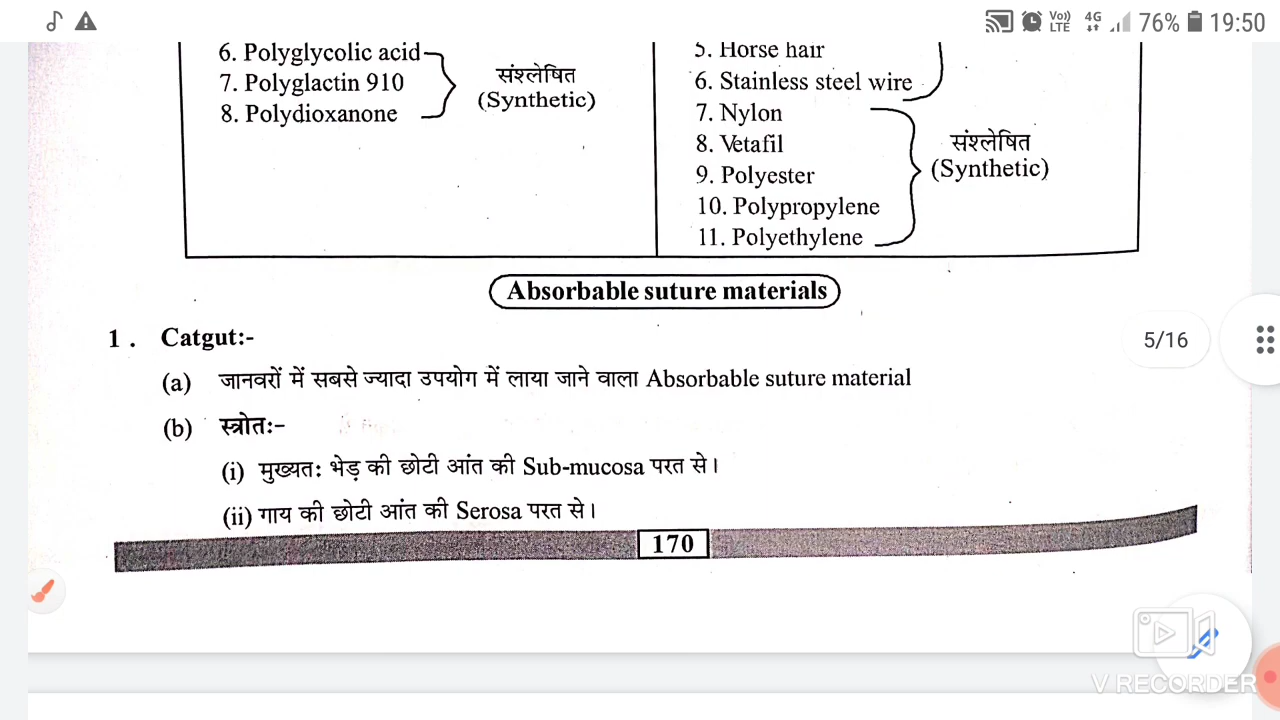 Vo)) LTE 4G 76% 19:50
6. Polyglycolic acid
7. Polyglactin 910
8. Polydioxanone
संश्लेषित
(Synthetic)
5. Horse hair
6. Stainless steel wire
7. Nylon
8. Vetafil
9. Polyester
10. Polypropylene
11. Polyethylene
संश्लेषित
(Synthetic)
Absorbable suture materials
1. Catgut:-
5/16
(a) जानवरों में सबसे ज्यादा उपयोग में लाया जाने वाला Absorbable suture material
(b) स्त्रोतः-
(i) मुख्यतः भेड़ की छोटी आंत की Sub-mucosa परत से।
(ii) गाय की छोटी आंत की Serosa परत से।
170
V RECORDER